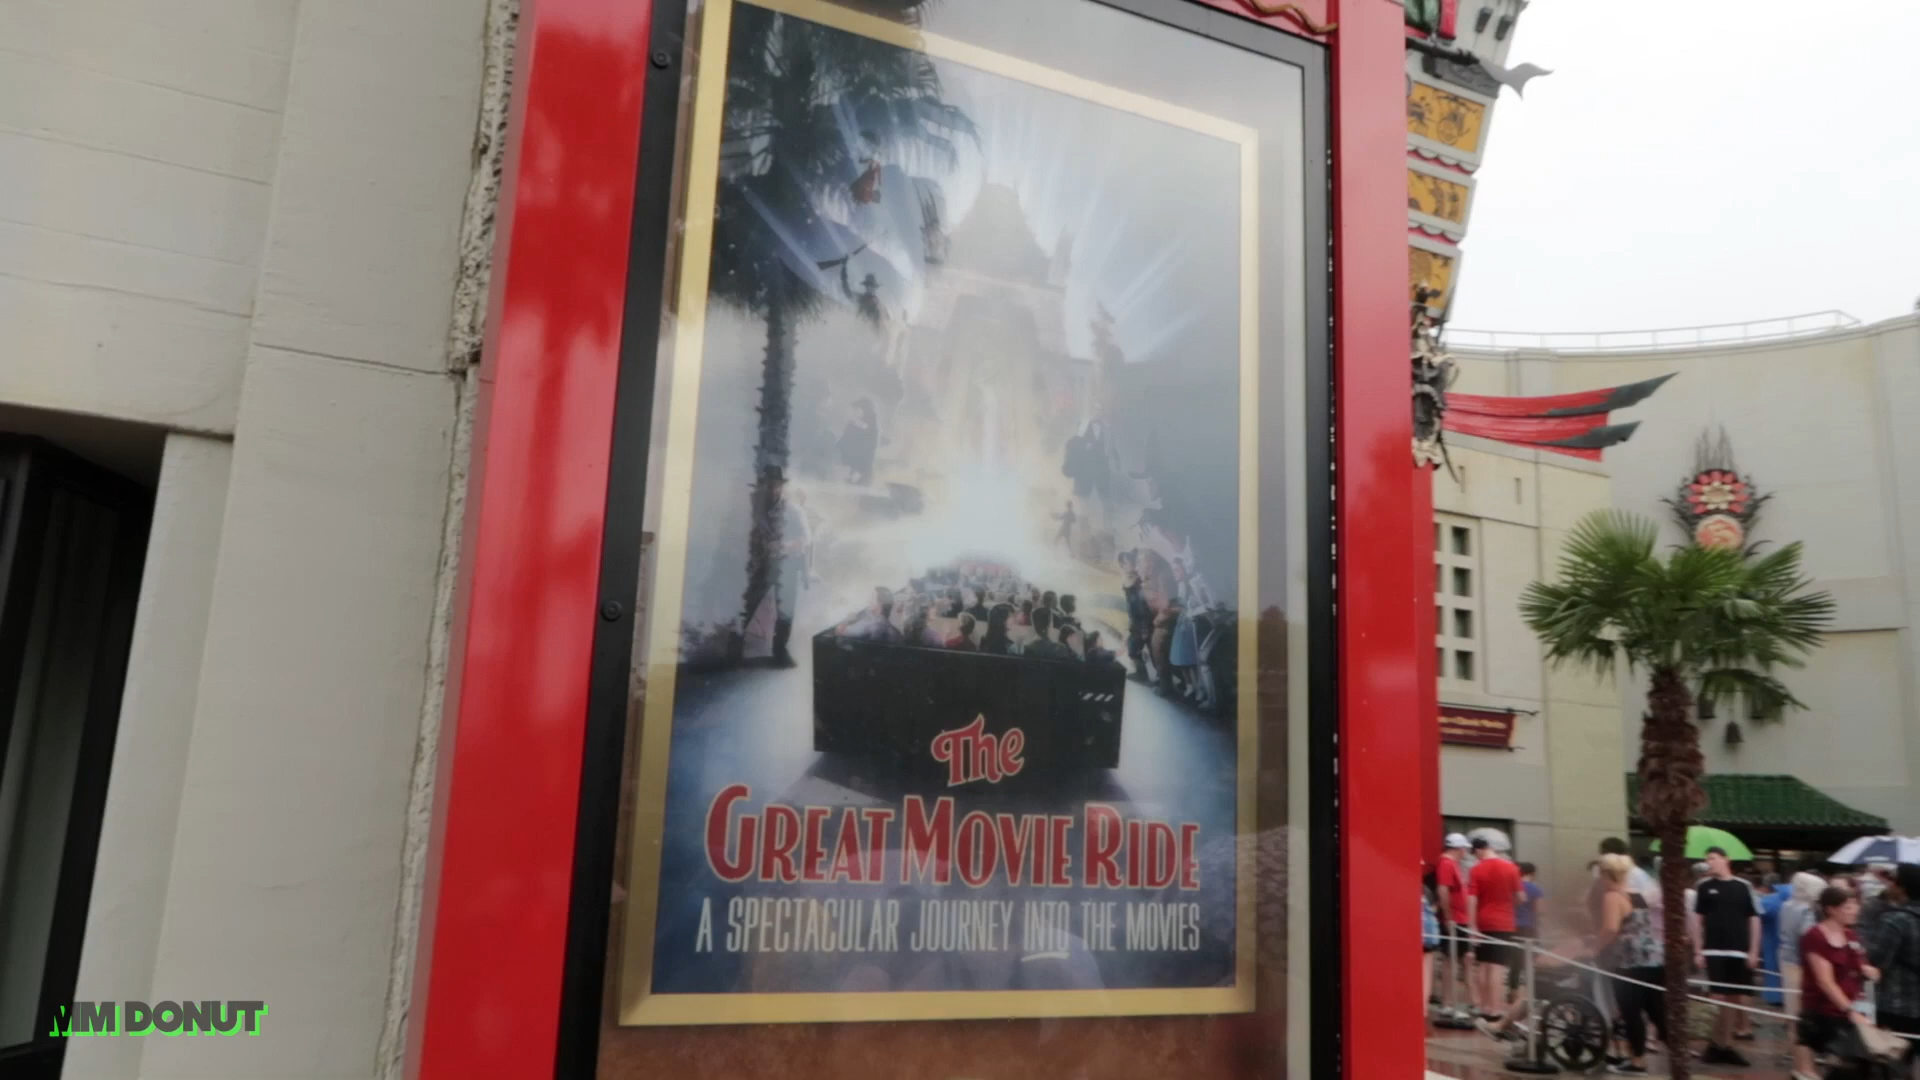 The
GREAT MOVIE RIDE
A SPECTACULAR JOURNEY INTO THE MOVIES
MM DONUT